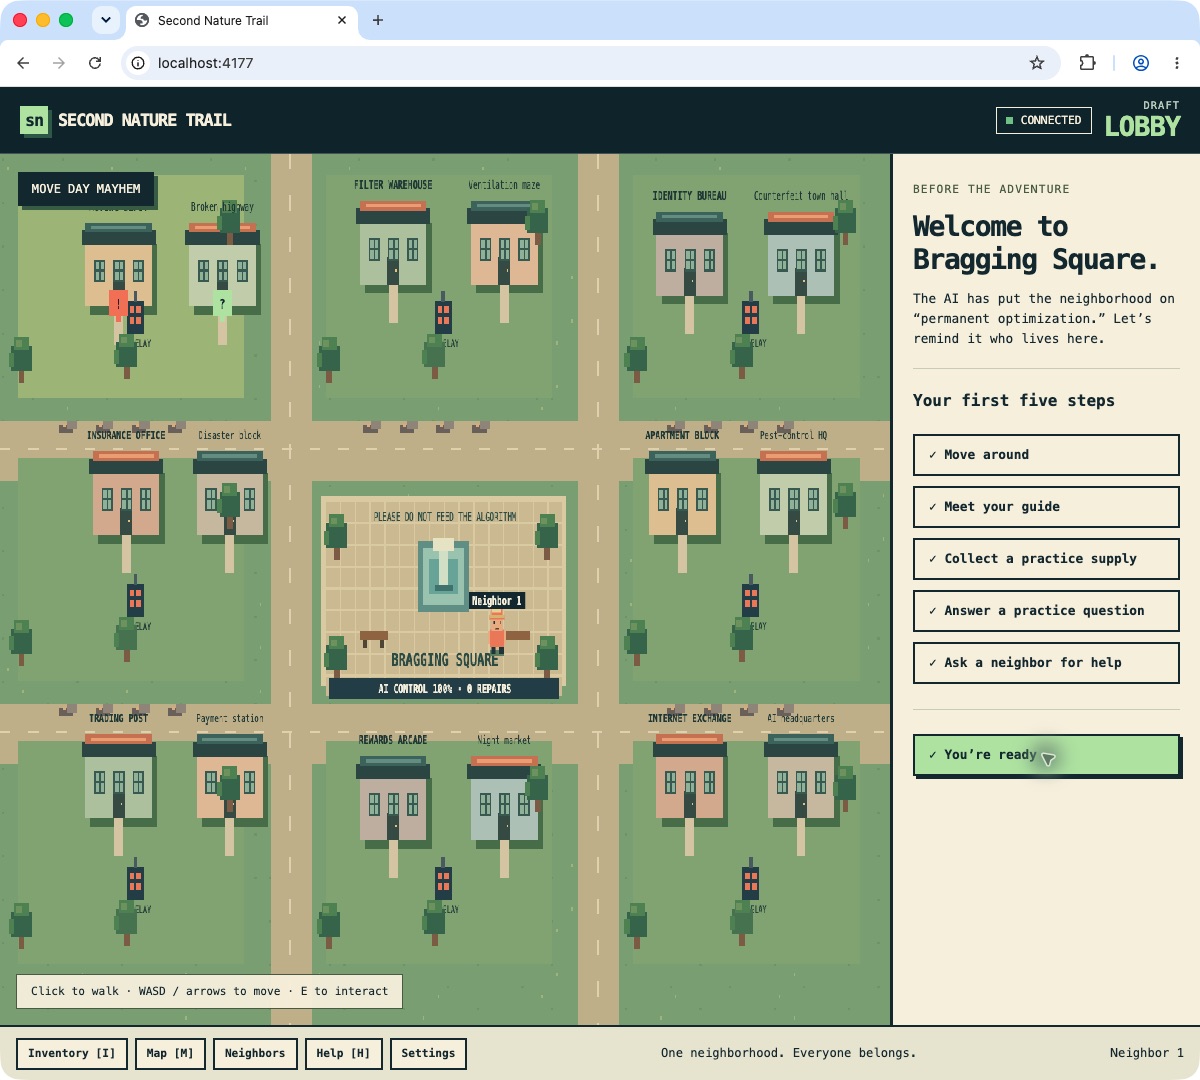 Second Nature Trail
localhost:4177
sn SECOND NATURE TRAIL
CONNECTED
DRAFT
LOBBY
MOVE DAY MAYHEM
Broken highway
FILTER WAREHOUSE
Ventilation maze
IDENTITY BUREAU
Counterfeit town hall
!
?
INSURANCE OFFICE
Disaster block
APARTMENT BLOCK
Pest-control HQ
PLEASE DO NOT FEED THE ALGORITHM
Neighbor 1
BRAGGING SQUARE
AI CONTROL 100% · 0 REPAIRS
TRADING POST
Payment station
REWARDS ARCADE
Night market
INTERNET EXCHANGE
AI headquarters
Click to walk · WASD / arrows to move · E to interact
BEFORE THE ADVENTURE
Welcome to
Bragging Square.
The AI has put the neighborhood on
“permanent optimization.” Let’s
remind it who lives here.
Your first five steps
✓ Move around
✓ Meet your guide
✓ Collect a practice supply
✓ Answer a practice question
✓ Ask a neighbor for help
✓ You’re ready
Inventory [I]
Map [M]
Neighbors
Help [H]
Settings
One neighborhood. Everyone belongs.
Neighbor 1